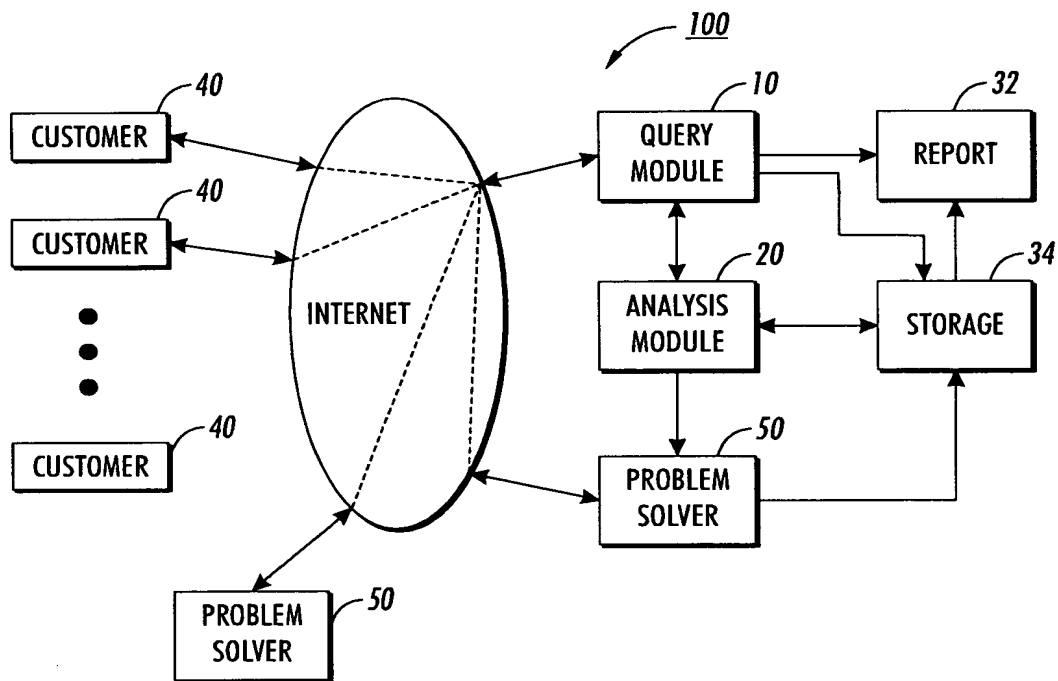 100
40
CUSTOMER
40
CUSTOMER
40
CUSTOMER
INTERNET
10
QUERY
MODULE
32
REPORT
20
ANALYSIS
MODULE
34
STORAGE
50
PROBLEM
SOLVER
50
PROBLEM
SOLVER